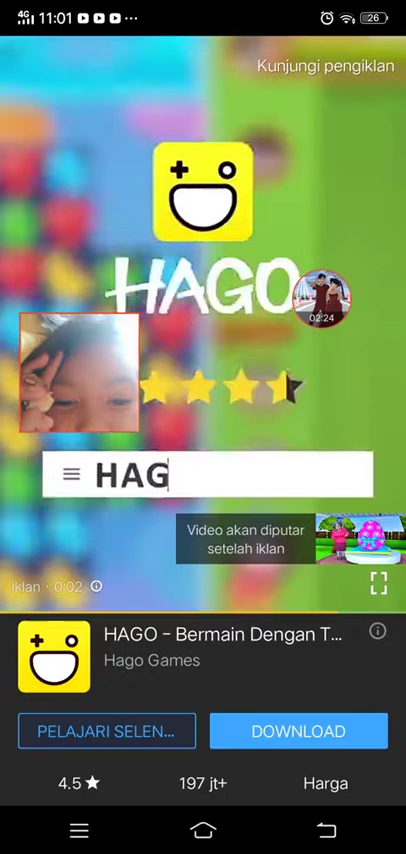 4G 11:01
26
Kunjungi pengiklan
HAGO
02:24
HAG
Video akan diputar
setelah iklan
Iklan · 0:02
HAGO – Bermain Dengan T...
Hago Games
PELAJARI SELEN...
DOWNLOAD
4.5★
197 jt+
Harga